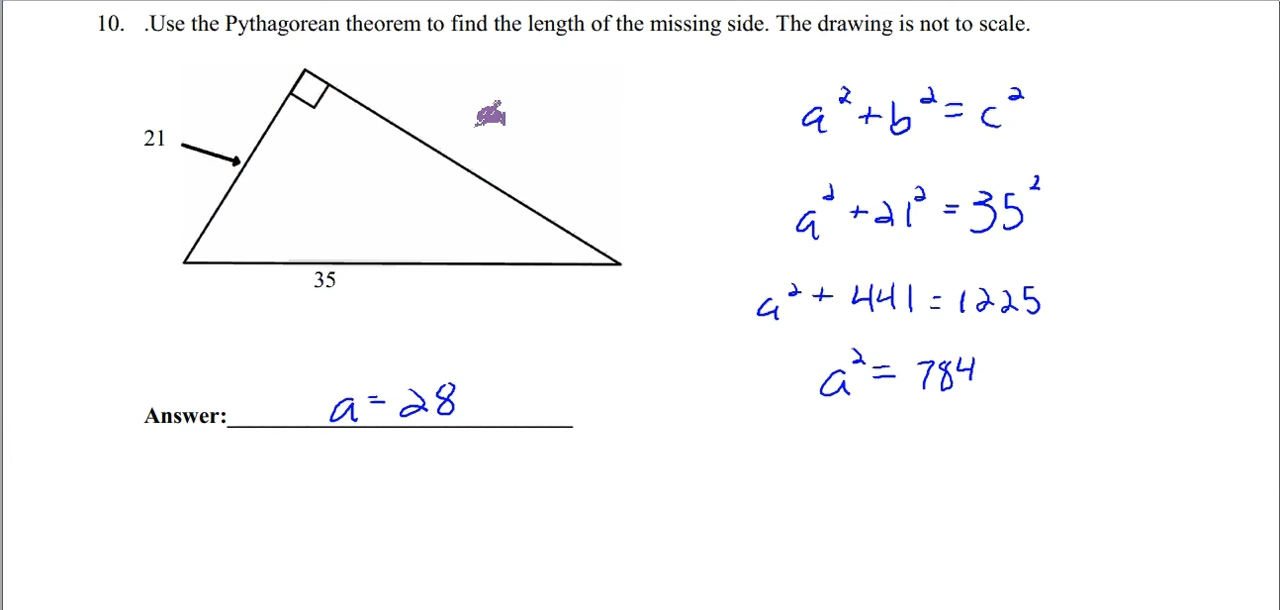 10. .Use the Pythagorean theorem to find the length of the missing side. The drawing is not to scale.
21
35
a² + b² = c²
a² + 21² = 35²
a² + 441 = 1225
a² = 784
Answer: a = 28